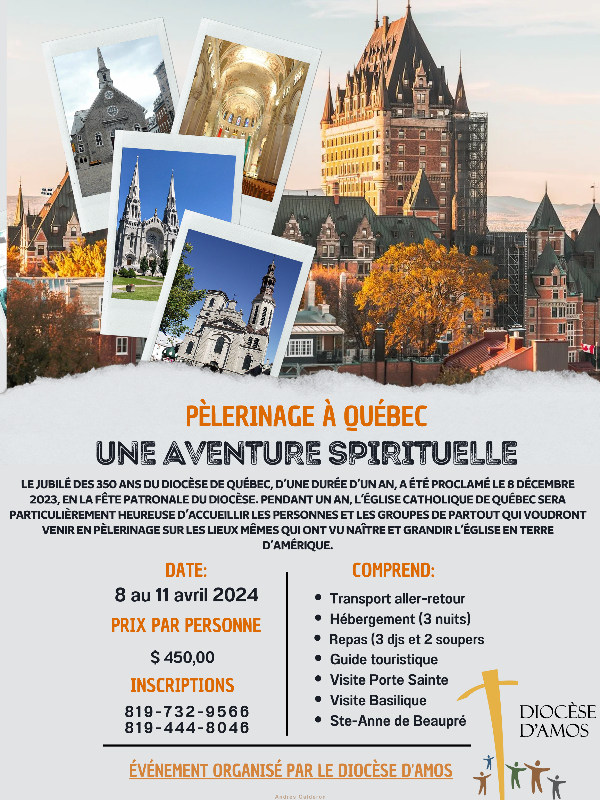 PÈLERINAGE À QUÉBEC
UNE AVENTURE SPIRITUELLE
LE JUBILÉ DES 350 ANS DU DIOCÈSE DE QUÉBEC, D'UNE DURÉE D'UN AN, A ÉTÉ PROCLAMÉ LE 8 DÉCEMBRE
2023, EN LA FÊTE PATRONALE DU DIOCÈSE. PENDANT UN AN, L'ÉGLISE CATHOLIQUE DE QUÉBEC SERA
PARTICULIÈREMENT HEUREUSE D'ACCUEILLIR LES PERSONNES ET LES GROUPES DE PARTOUT QUI VOUDRONT
VENIR EN PÈLERINAGE SUR LES LIEUX MÊMES QUI ONT VU NAÎTRE ET GRANDIR L'ÉGLISE EN TERRE
D'AMÉRIQUE.
DATE:
8 au 11 avril 2024
PRIX PAR PERSONNE
$ 450,00
INSCRIPTIONS
819-732-9566
819-444-8046
COMPREND:
• Transport aller-retour
• Hébergement (3 nuits)
• Repas (3 djs et 2 soupers
• Guide touristique
• Visite Porte Sainte
• Visite Basilique
• Ste-Anne de Beaupré
DIOCÈSE
D'AMOS
ÉVÉNEMENT ORGANISÉ PAR LE DIOCÈSE D'AMOS
Andres Calderon